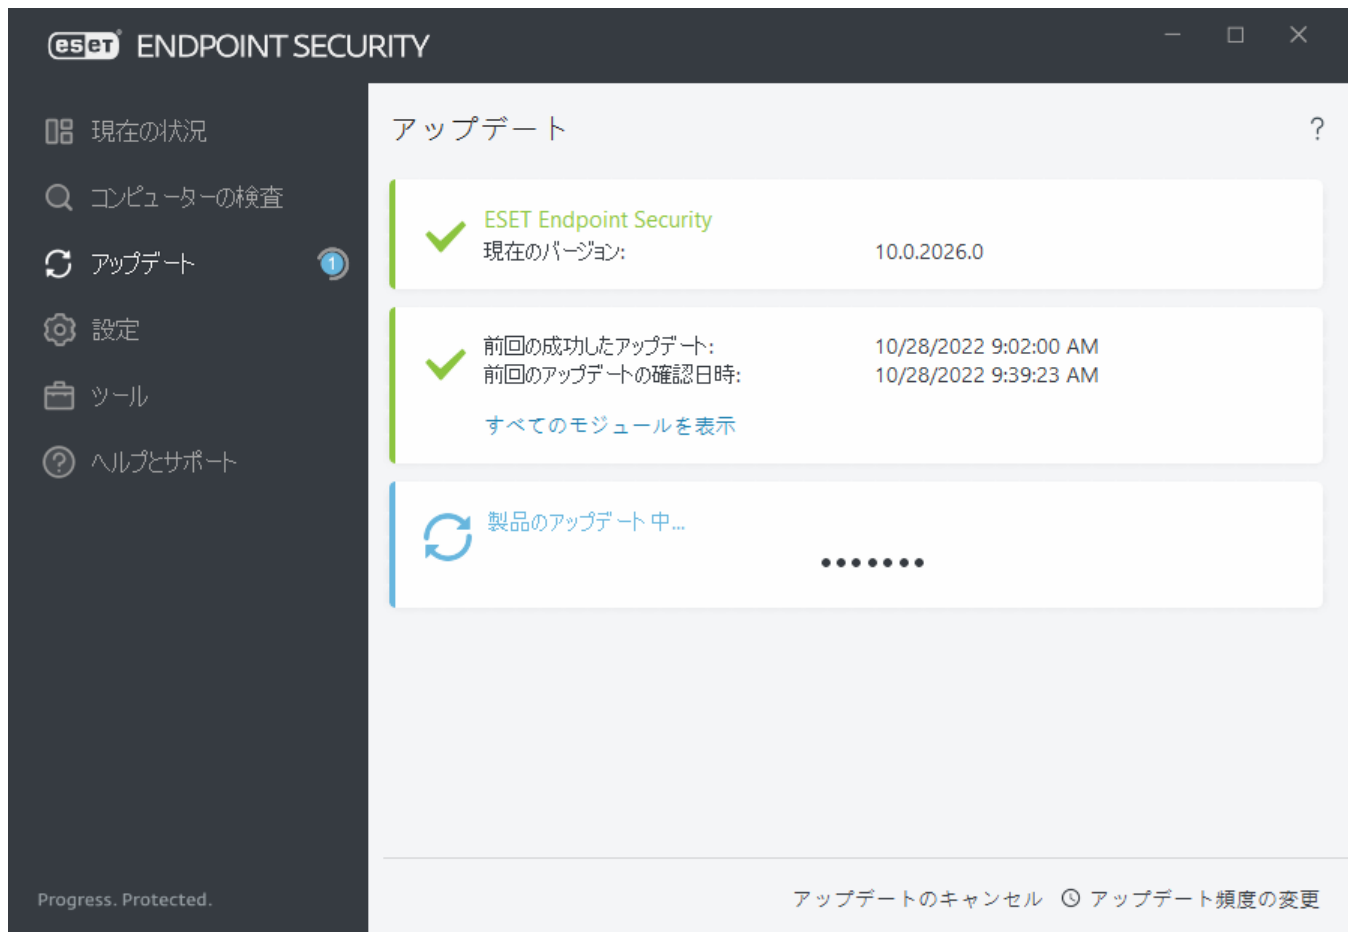 eset ENDPOINT SECURITY
現在の状況
コンピューターの検査
アップデート 1
設定
ツール
ヘルプとサポート
Progress. Protected.
アップデート ?
ESET Endpoint Security
現在のバージョン: 10.0.2026.0
前回の成功したアップデート: 10/28/2022 9:02:00 AM
前回のアップデートの確認日時: 10/28/2022 9:39:23 AM
すべてのモジュールを表示
製品のアップデート中...
アップデートのキャンセル アップデート頻度の変更